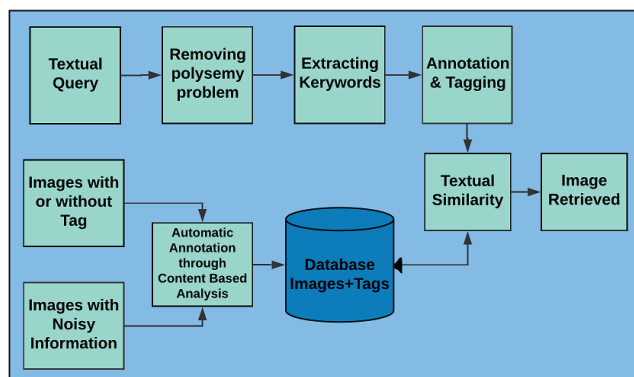 Textual
Query
Removing
polysemy
problem
Extracting
Kerywords
Annotation
& Tagging
Images with
or without
Tag
Automatic
Annotation
through
Content Based
Analysis
Images with
Noisy
Information
Database
Images+Tags
Textual
Similarity
Image
Retrieved